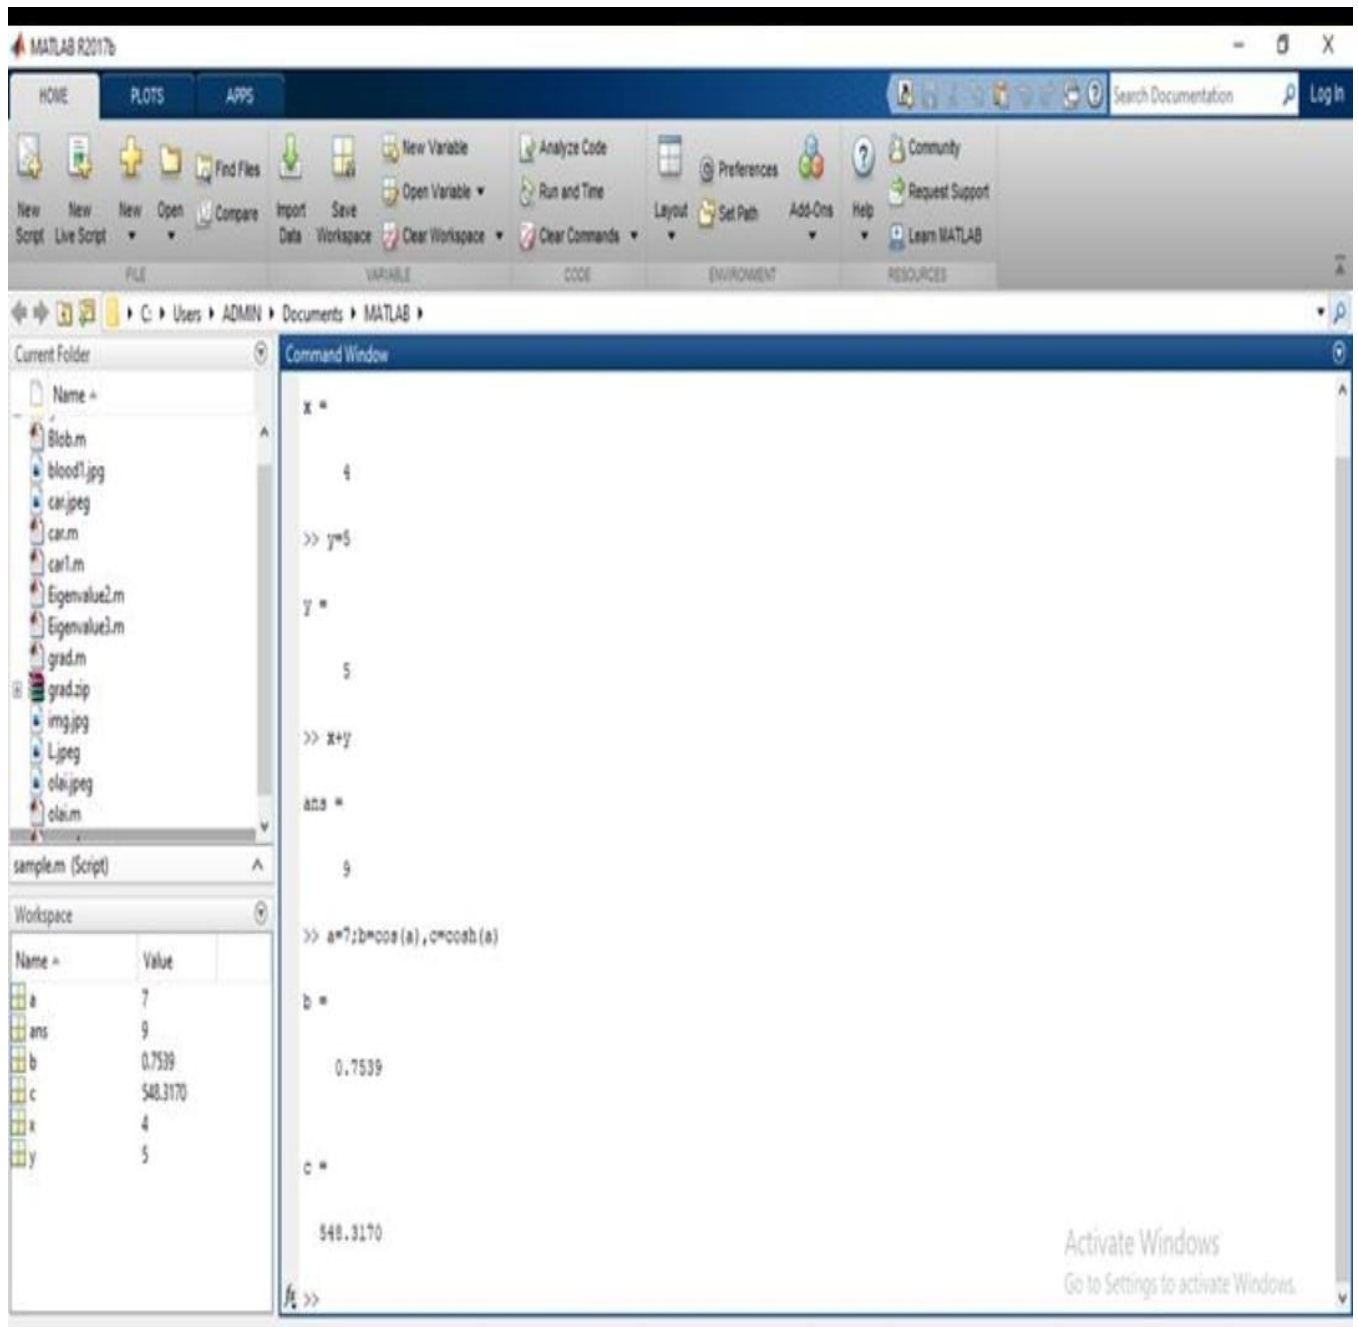 MATLAB R2017b
HOME PLOTS APPS
Search Documentation Log In
New Script
New Live Script
New
Open
Find Files
Compare
FILE
Import Data
Save Workspace
New Variable
Open Variable
Clear Workspace
VARIABLE
Analyze Code
Run and Time
Clear Commands
CODE
Layout
Preferences
Set Path
Add-Ons
ENVIRONMENT
Help
Community
Request Support
Learn MATLAB
RESOURCES
C: Users ADMIN Documents MATLAB
Current Folder
Name
Blob.m
blood1.jpg
car.jpeg
car.m
car1.m
Eigenvalue2.m
Eigenvalue3.m
grad.m
grad.zip
img.jpg
L.jpeg
olai.jpeg
olai.m
sample.m (Script)
Workspace
Name Value
a 7
ans 9
b 0.7539
c 548.3170
x 4
y 5
Command Window
x =
4
>> y=5
y =
5
>> x+y
ans =
9
>> a=7;b=cos(a),c=cosh(a)
b =
0.7539
c =
548.3170
fx >>
Activate Windows
Go to Settings to activate Windows.